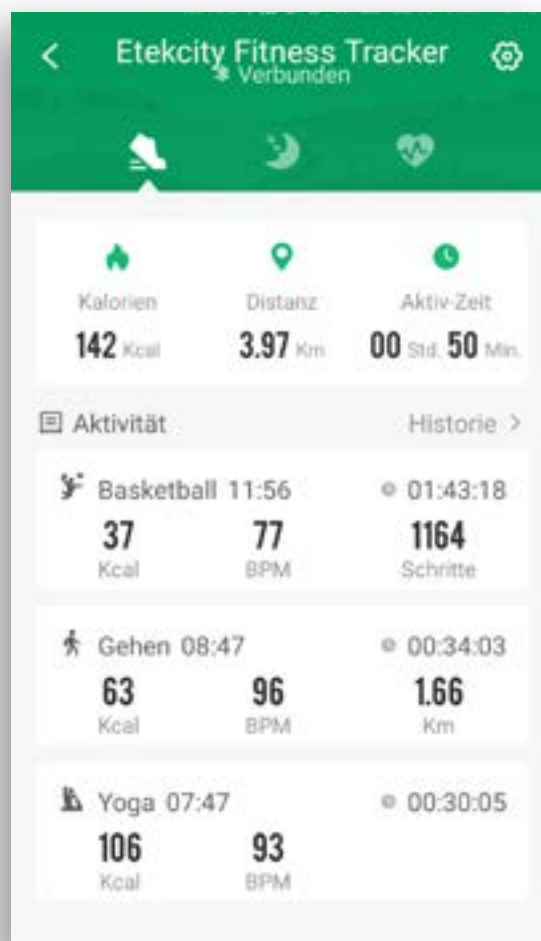 Etekcity Fitness Tracker
Verbunden
Kalorien Distanz Aktiv-Zeit
142 Kcal 3.97 Km 00 Std. 50 Min.
Aktivität Historie >
Basketball 11:56 01:43:18
37 77 1164
Kcal BPM Schritte
Gehen 08:47 00:34:03
63 96 1.66
Kcal BPM Km
Yoga 07:47 00:30:05
106 93
Kcal BPM